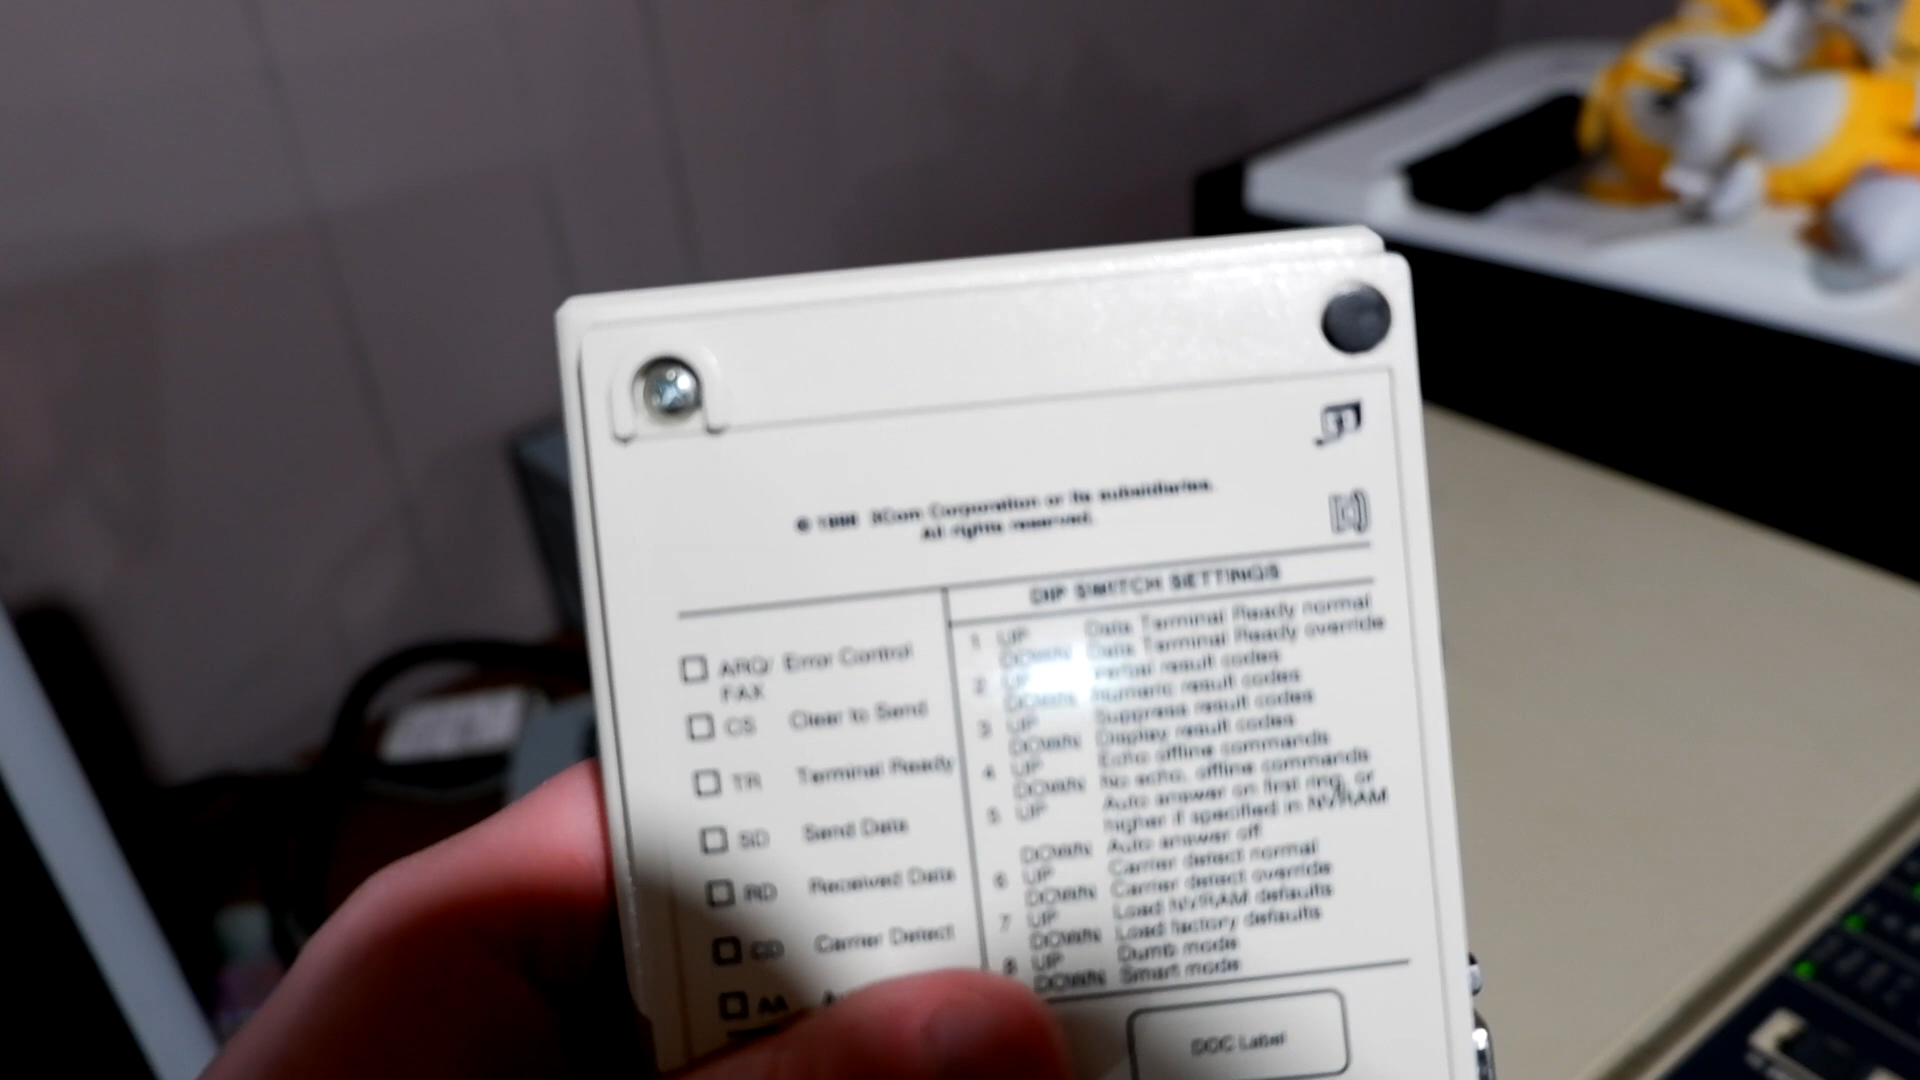 © 1998 3Com Corporation or its subsidiaries.
All rights reserved.
ARQ/ Error Control
FAX
CS Clear to Send
TR Terminal Ready
SD Send Data
RD Received Data
CD Carrier Detect
AA
DIP SWITCH SETTINGS
1 UP Data Terminal Ready normal
DOWN Data Terminal Ready override
2 UP Verbal result codes
DOWN Numeric result codes
3 UP Suppress result codes
DOWN Display result codes
4 UP Echo offline commands
DOWN No echo, offline commands
5 UP Auto answer on first ring, or
higher if specified in NVRAM
DOWN Auto answer off
6 UP Carrier detect normal
DOWN Carrier detect override
7 UP Load NVRAM defaults
DOWN Load factory defaults
8 UP Dumb mode
DOWN Smart mode
DOC Label